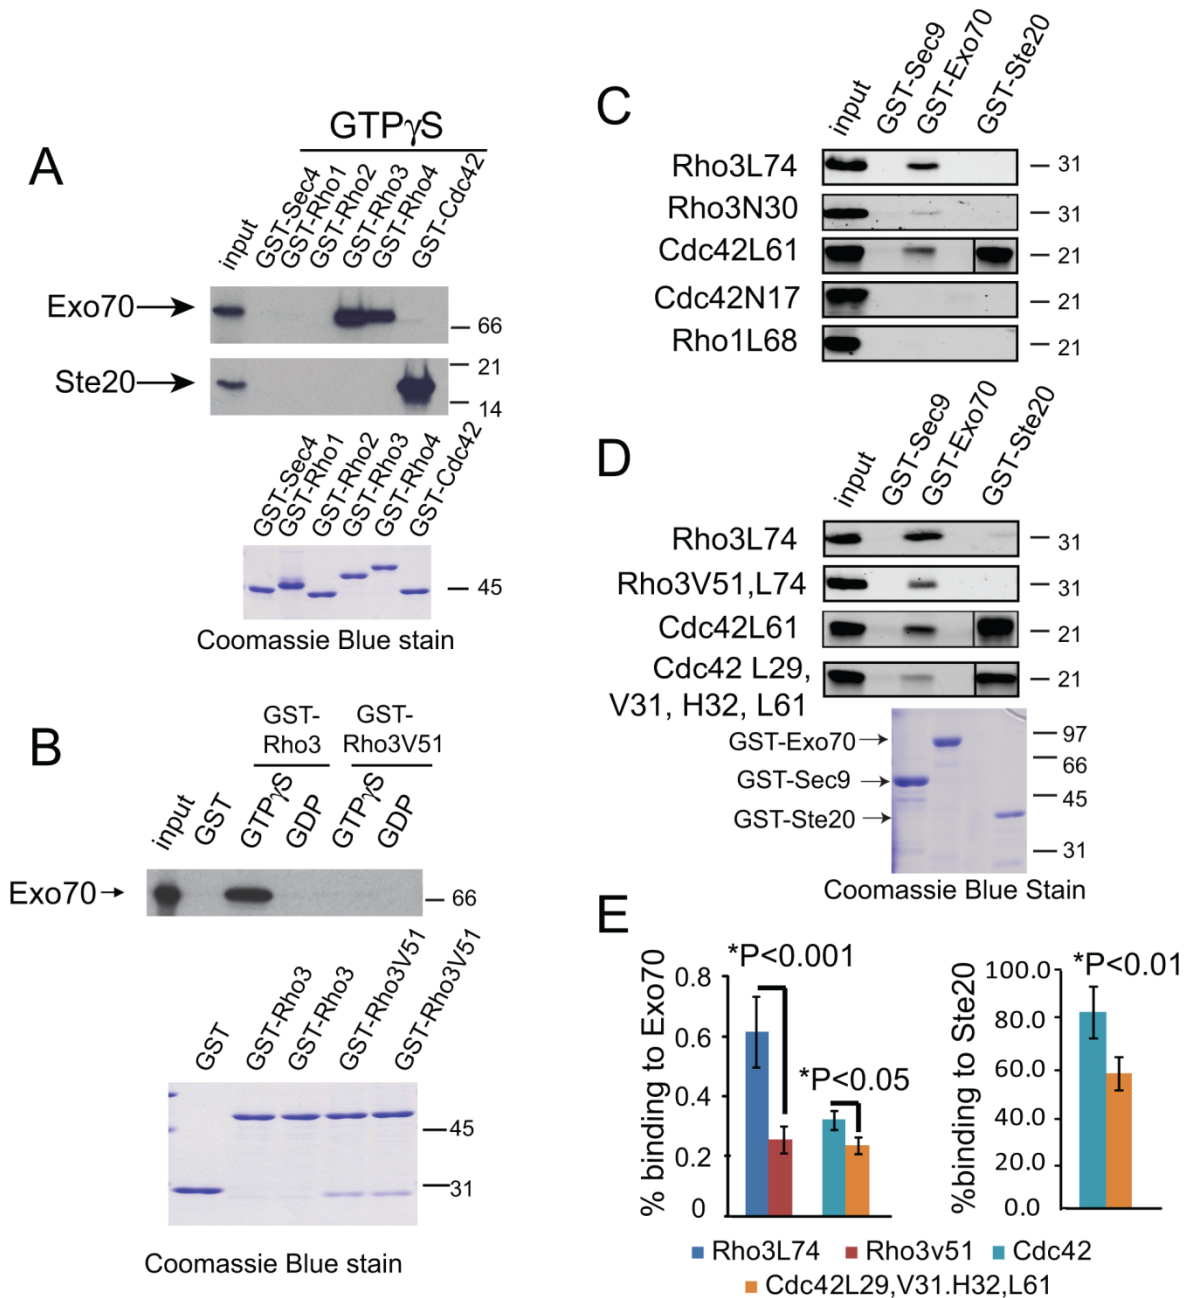 A
GTPγS
input
GST-Sec4
GST-Rho1
GST-Rho2
GST-Rho3
GST-Rho4
GST-Cdc42
Exo70
66
Ste20
21
14
GST-Sec4
GST-Rho1
GST-Rho2
GST-Rho3
GST-Rho4
GST-Cdc42
45
Coomassie Blue stain
B
GST-
Rho3
GST-
Rho3V51
input
GST
GTPγS
GDP
GTPγS
GDP
Exo70
66
GST
GST-Rho3
GST-Rho3
GST-Rho3V51
GST-Rho3V51
45
31
Coomassie Blue stain
C
input
GST-Sec9
GST-Exo70
GST-Ste20
Rho3L74
31
Rho3N30
31
Cdc42L61
21
Cdc42N17
21
Rho1L68
21
D
input
GST-Sec9
GST-Exo70
GST-Ste20
Rho3L74
31
Rho3V51,L74
31
Cdc42L61
21
Cdc42 L29,
V31, H32, L61
21
GST-Exo70
GST-Sec9
GST-Ste20
97
66
45
31
Coomassie Blue Stain
E
% binding to Exo70
0.8
0.6
0.4
0.2
0
*P<0.001
*P<0.05
%binding to Ste20
100.0
80.0
60.0
40.0
20.0
0.0
*P<0.01
Rho3L74
Rho3v51
Cdc42
Cdc42L29,V31.H32,L61